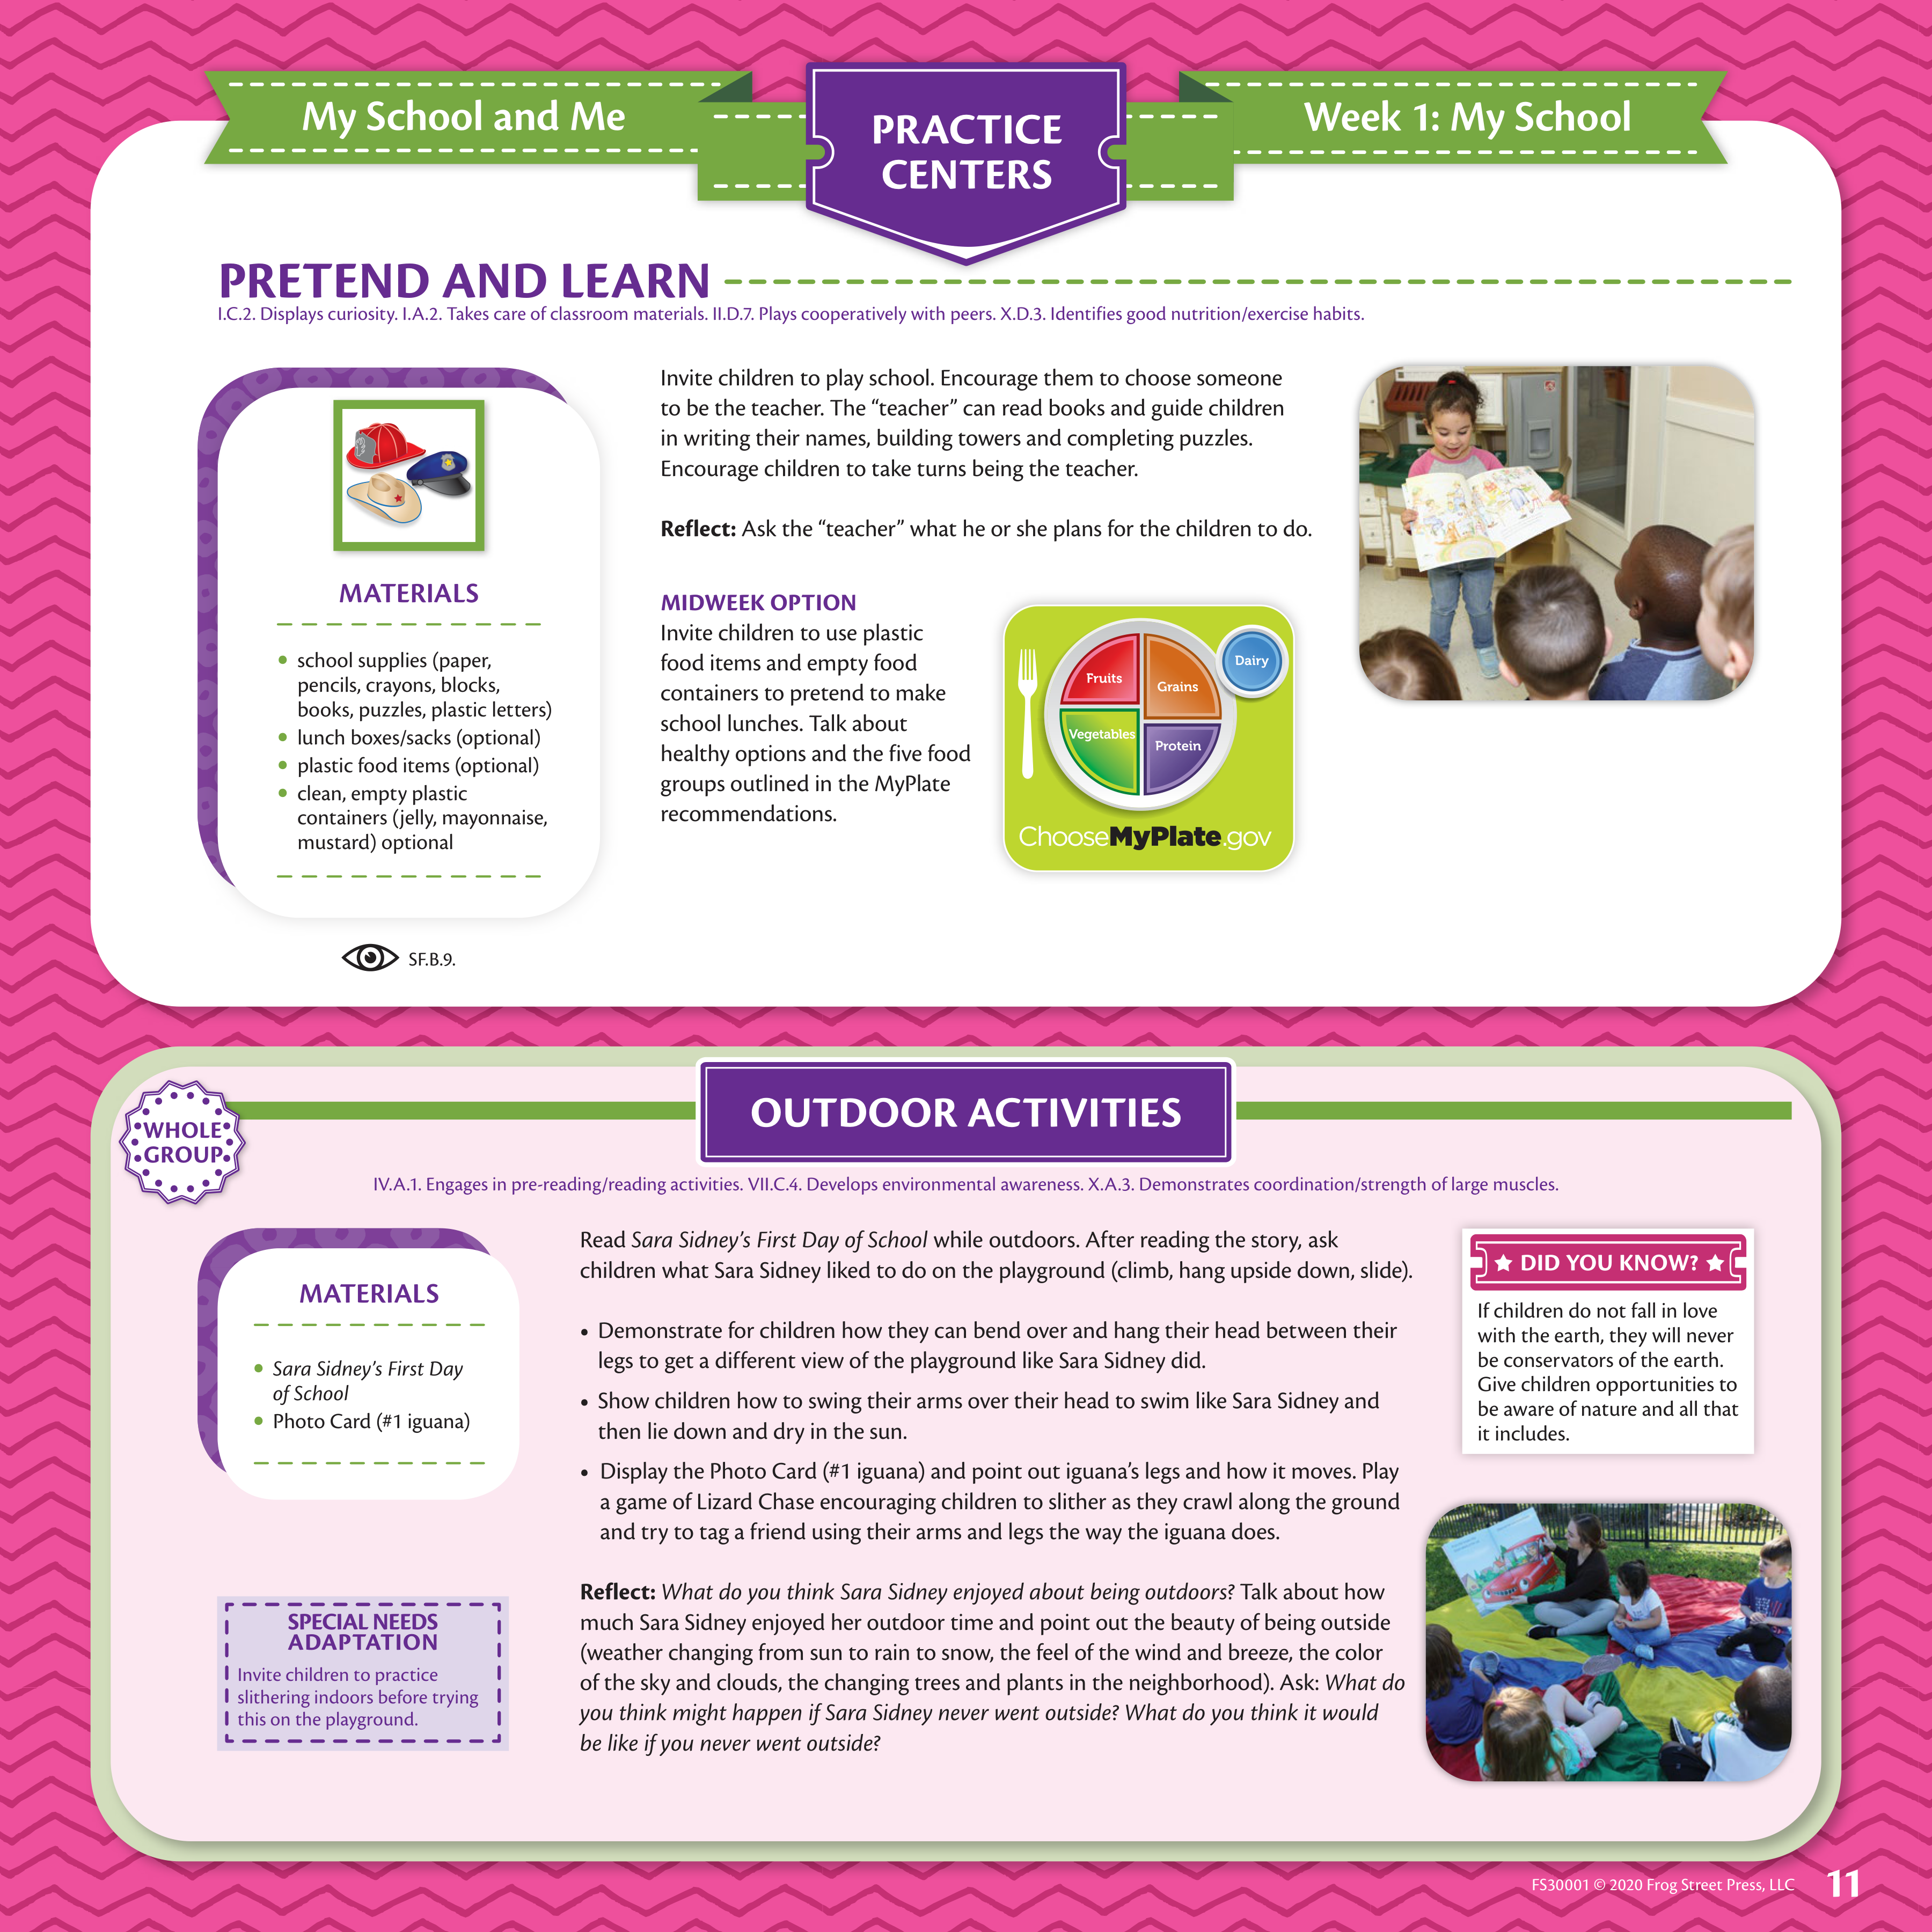 My School and Me
PRACTICE
CENTERS
Week 1: My School
PRETEND AND LEARN
I.C.2. Displays curiosity. I.A.2. Takes care of classroom materials. II.D.7. Plays cooperatively with peers. X.D.3. Identifies good nutrition/exercise habits.
MATERIALS
• school supplies (paper,
pencils, crayons, blocks,
books, puzzles, plastic letters)
• lunch boxes/sacks (optional)
• plastic food items (optional)
• clean, empty plastic
containers (jelly, mayonnaise,
mustard) optional
SF.B.9.
Invite children to play school. Encourage them to choose someone
to be the teacher. The “teacher” can read books and guide children
in writing their names, building towers and completing puzzles.
Encourage children to take turns being the teacher.
Reflect: Ask the “teacher” what he or she plans for the children to do.
MIDWEEK OPTION
Invite children to use plastic
food items and empty food
containers to pretend to make
school lunches. Talk about
healthy options and the five food
groups outlined in the MyPlate
recommendations.
Dairy
Fruits
Grains
Vegetables
Protein
ChooseMyPlate.gov
WHOLE
GROUP
OUTDOOR ACTIVITIES
IV.A.1. Engages in pre-reading/reading activities. VII.C.4. Develops environmental awareness. X.A.3. Demonstrates coordination/strength of large muscles.
MATERIALS
• Sara Sidney’s First Day
of School
• Photo Card (#1 iguana)
SPECIAL NEEDS
ADAPTATION
Invite children to practice
slithering indoors before trying
this on the playground.
Read Sara Sidney’s First Day of School while outdoors. After reading the story, ask
children what Sara Sidney liked to do on the playground (climb, hang upside down, slide).
• Demonstrate for children how they can bend over and hang their head between their
legs to get a different view of the playground like Sara Sidney did.
• Show children how to swing their arms over their head to swim like Sara Sidney and
then lie down and dry in the sun.
• Display the Photo Card (#1 iguana) and point out iguana’s legs and how it moves. Play
a game of Lizard Chase encouraging children to slither as they crawl along the ground
and try to tag a friend using their arms and legs the way the iguana does.
Reflect: What do you think Sara Sidney enjoyed about being outdoors? Talk about how
much Sara Sidney enjoyed her outdoor time and point out the beauty of being outside
(weather changing from sun to rain to snow, the feel of the wind and breeze, the color
of the sky and clouds, the changing trees and plants in the neighborhood). Ask: What do
you think might happen if Sara Sidney never went outside? What do you think it would
be like if you never went outside?
DID YOU KNOW?
If children do not fall in love
with the earth, they will never
be conservators of the earth.
Give children opportunities to
be aware of nature and all that
it includes.
FS30001 © 2020 Frog Street Press, LLC
11